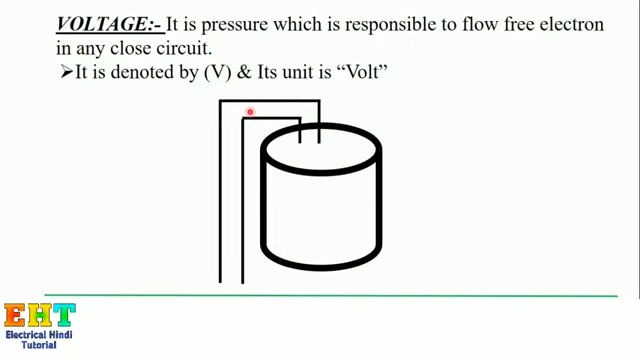 VOLTAGE:- It is pressure which is responsible to flow free electron
in any close circuit.
➤It is denoted by (V) & Its unit is “Volt”
EHT
Electrical Hindi
Tutorial